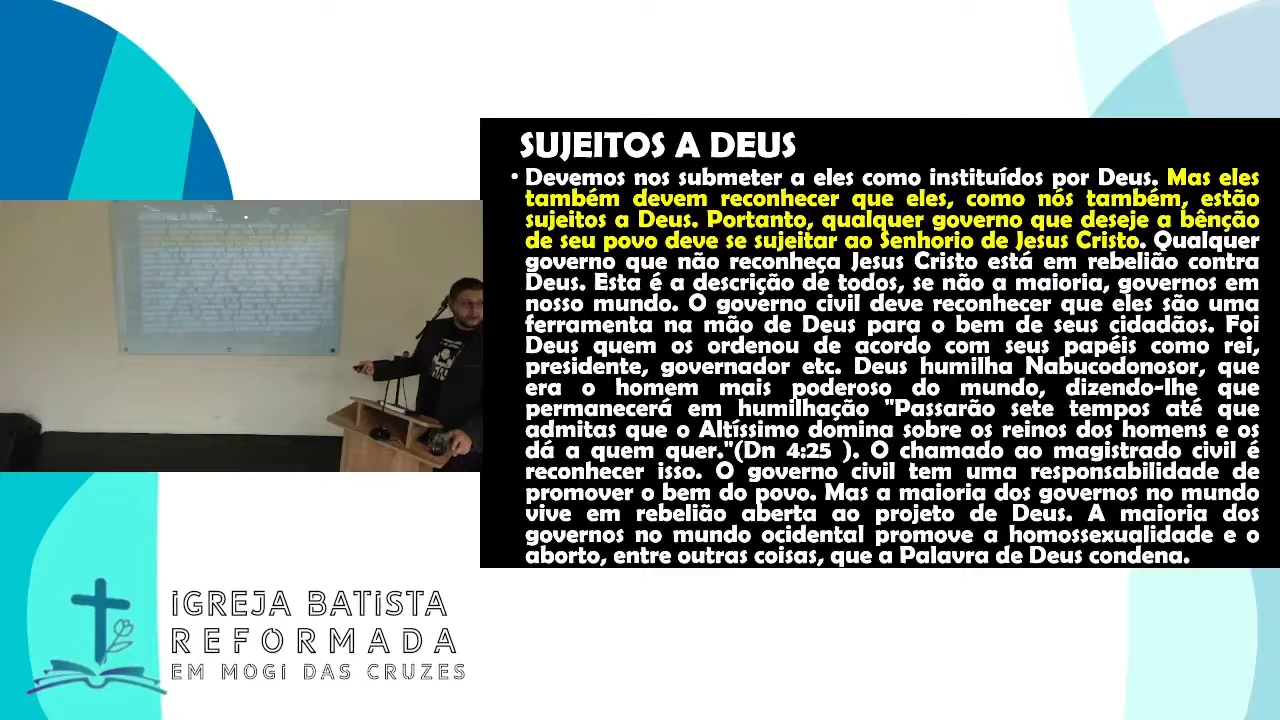 SUJEITOS A DEUS
• Devemos nos submeter a eles como instituídos por Deus. Mas eles
também devem reconhecer que eles, como nós também, estão
sujeitos a Deus. Portanto, qualquer governo que deseje a bênção
de seu povo deve se sujeitar ao Senhorio de Jesus Cristo. Qualquer
governo que não reconheça Jesus Cristo está em rebelião contra
Deus. Esta é a descrição de todos, se não a maioria, governos em
nosso mundo. O governo civil deve reconhecer que eles são uma
ferramenta na mão de Deus para o bem de seus cidadãos. Foi
Deus quem os ordenou de acordo com seus papéis como rei,
presidente, governador etc. Deus humilha Nabucodonosor, que
era o homem mais poderoso do mundo, dizendo-lhe que
permanecerá em humilhação "Passarão sete tempos até que
admitas que o Altíssimo domina sobre os reinos dos homens e os
dá a quem quer."(Dn 4:25 ). O chamado ao magistrado civil é
reconhecer isso. O governo civil tem uma responsabilidade de
promover o bem do povo. Mas a maioria dos governos no mundo
vive em rebelião aberta ao projeto de Deus. A maioria dos
governos no mundo ocidental promove a homossexualidade e o
aborto, entre outras coisas, que a Palavra de Deus condena.
iGREJA BATiSTA
REFORMADA
EM MOGi DAS CRUZES